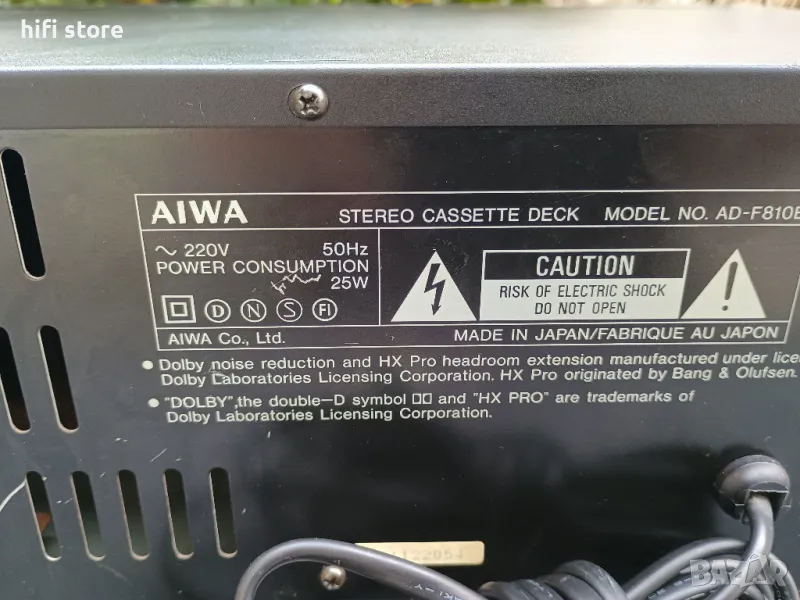 hifi store
AIWA STEREO CASSETTE DECK MODEL NO. AD-F810
~ 220V 50Hz
POWER CONSUMPTION
25W
D N S FI
CAUTION
RISK OF ELECTRIC SHOCK
DO NOT OPEN
AIWA Co., Ltd. MADE IN JAPAN/FABRIQUE AU JAPON
• Dolby noise reduction and HX Pro headroom extension manufactured under
Dolby Laboratories Licensing Corporation. HX Pro originated by Bang & Olufsen.
• "DOLBY", the double-D symbol and "HX PRO" are trademarks of
Dolby Laboratories Licensing Corporation.
BAZAR